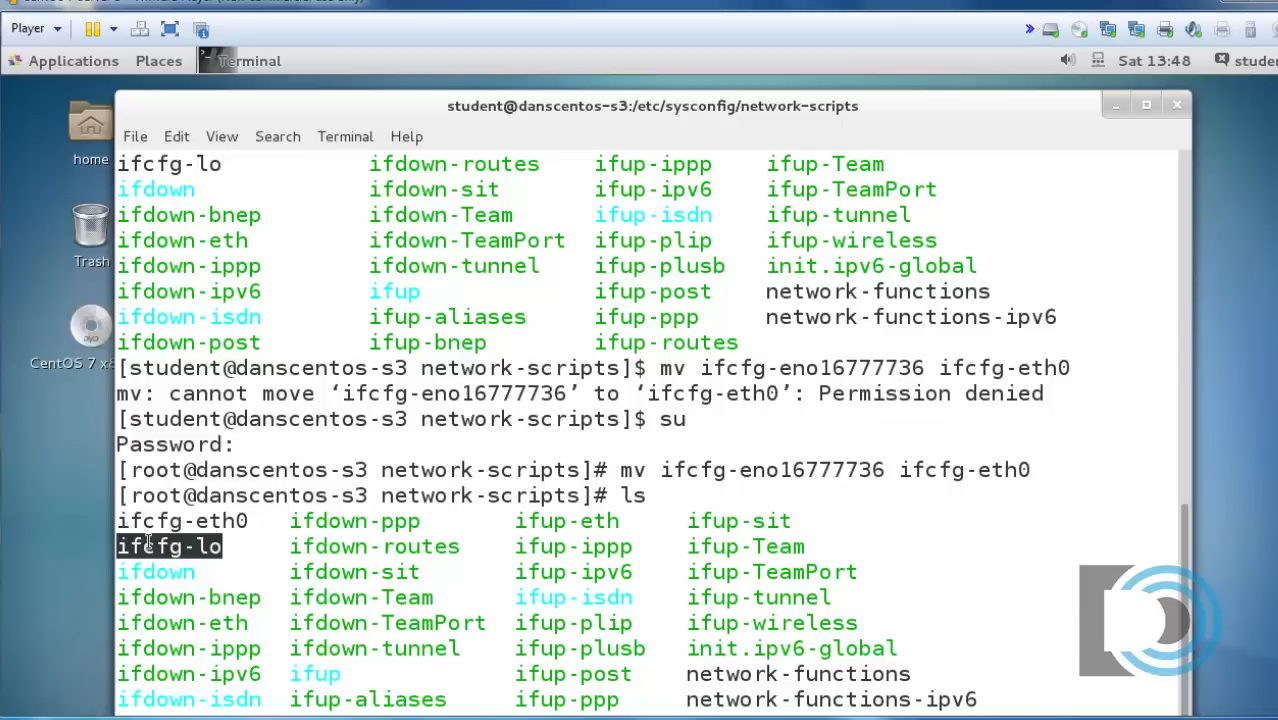 Player
Applications Places Terminal Sat 13:48
home
Trash
CentOS 7
student@danscentos-s3:/etc/sysconfig/network-scripts
File Edit View Search Terminal Help
ifcfg-lo ifdown-routes ifup-ippp ifup-Team
ifdown ifdown-sit ifup-ipv6 ifup-TeamPort
ifdown-bnep ifdown-Team ifup-isdn ifup-tunnel
ifdown-eth ifdown-TeamPort ifup-plip ifup-wireless
ifdown-ippp ifdown-tunnel ifup-plusb init.ipv6-global
ifdown-ipv6 ifup ifup-post network-functions
ifdown-isdn ifup-aliases ifup-ppp network-functions-ipv6
ifdown-post ifup-bnep ifup-routes
[student@danscentos-s3 network-scripts]$ mv ifcfg-eno16777736 ifcfg-eth0
mv: cannot move ‘ifcfg-eno16777736’ to ‘ifcfg-eth0’: Permission denied
[student@danscentos-s3 network-scripts]$ su
Password:
[root@danscentos-s3 network-scripts]# mv ifcfg-eno16777736 ifcfg-eth0
[root@danscentos-s3 network-scripts]# ls
ifcfg-eth0 ifdown-ppp ifup-eth ifup-sit
ifcfg-lo ifdown-routes ifup-ippp ifup-Team
ifdown ifdown-sit ifup-ipv6 ifup-TeamPort
ifdown-bnep ifdown-Team ifup-isdn ifup-tunnel
ifdown-eth ifdown-TeamPort ifup-plip ifup-wireless
ifdown-ippp ifdown-tunnel ifup-plusb init.ipv6-global
ifdown-ipv6 ifup ifup-post network-functions
ifdown-isdn ifup-aliases ifup-ppp network-functions-ipv6